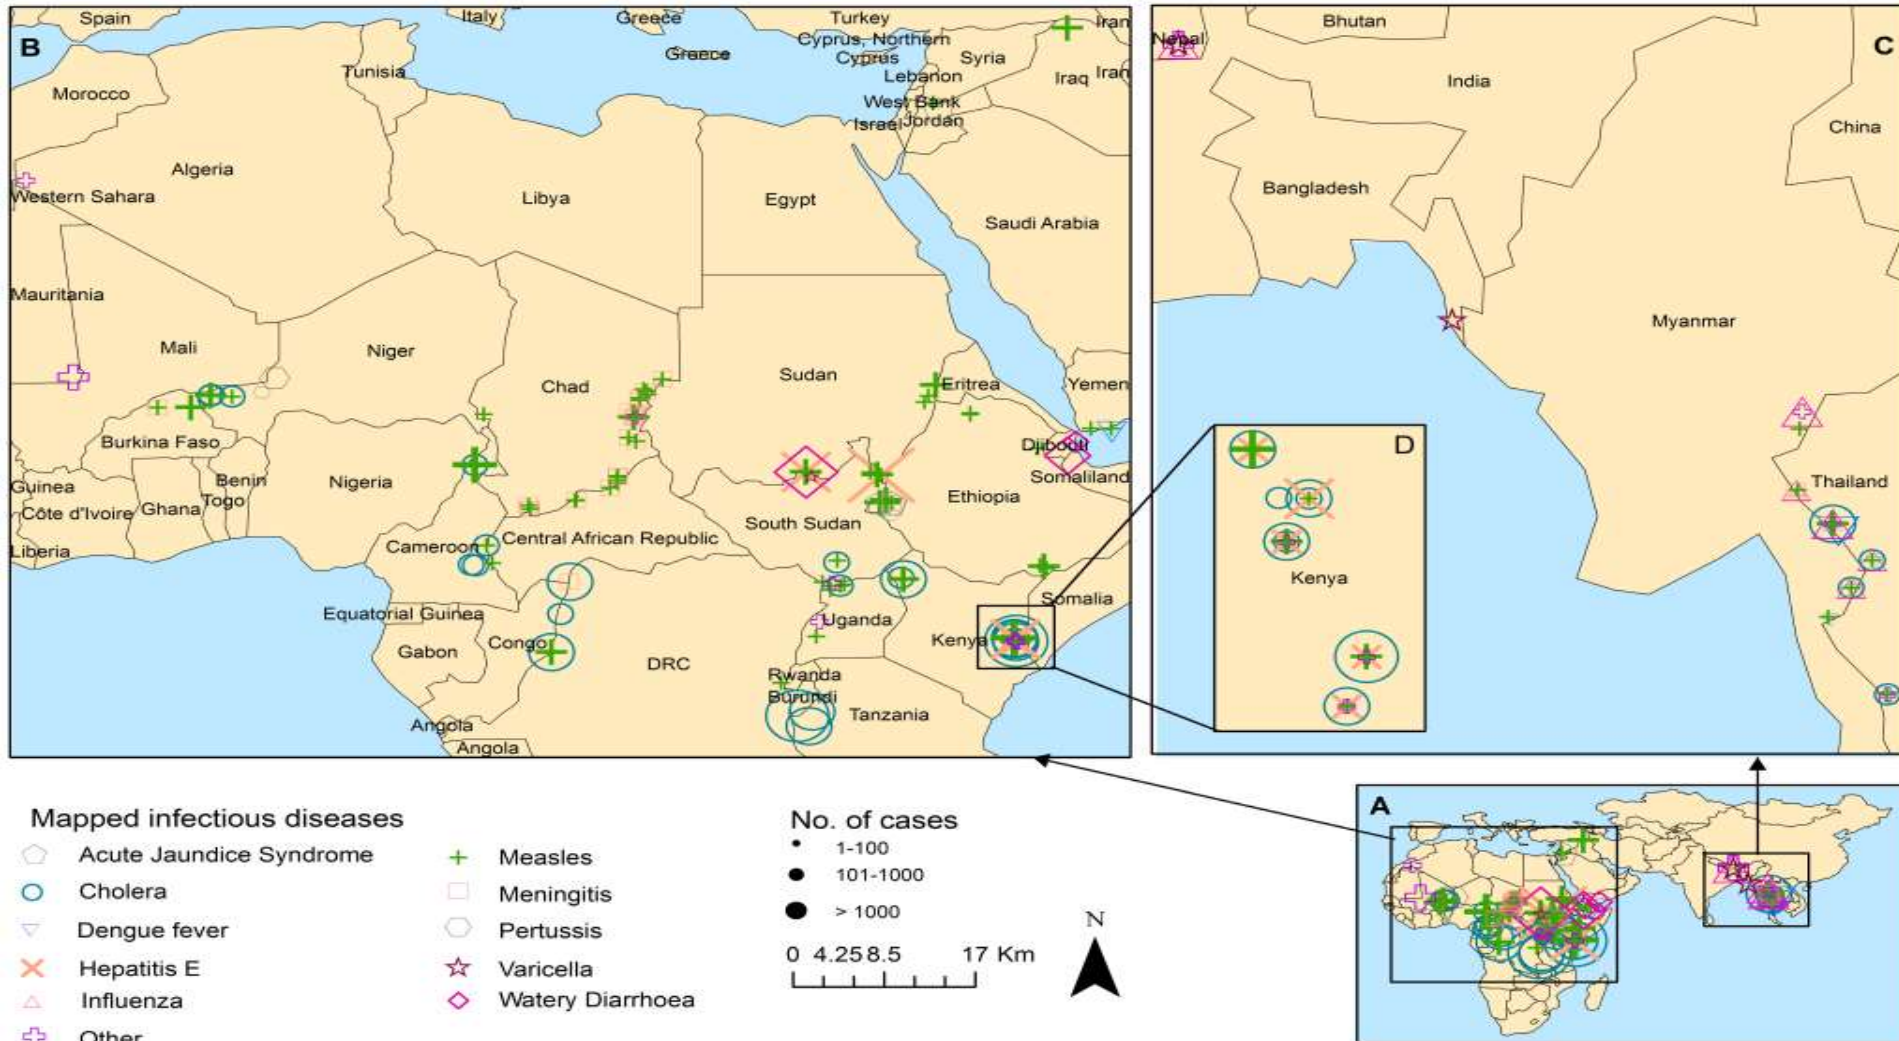 B
Spain
Italy
Greece
Turkey
Iran
Greece
Cyprus, Northern
Cyprus
Syria
Lebanon
Iraq
Iran
Tunisia
Morocco
West Bank
Israel
Jordan
Algeria
Western Sahara
Libya
Egypt
Saudi Arabia
Mauritania
Mali
Niger
Chad
Sudan
Eritrea
Yemen
Burkina Faso
Djibouti
Guinea
Benin
Nigeria
Somaliland
Togo
Ghana
Côte d'Ivoire
Ethiopia
South Sudan
Liberia
Cameroon
Central African Republic
Equatorial Guinea
Somalia
Uganda
Congo
Gabon
Kenya
DRC
Rwanda
Burundi
Tanzania
Angola
Angola
C
Nepal
Bhutan
India
China
Bangladesh
Myanmar
Thailand
D
Kenya
A
Mapped infectious diseases
Acute Jaundice Syndrome
Cholera
Dengue fever
Hepatitis E
Influenza
Other
Measles
Meningitis
Pertussis
Varicella
Watery Diarrhoea
No. of cases
1-100
101-1000
> 1000
0 4.25 8.5 17 Km
N